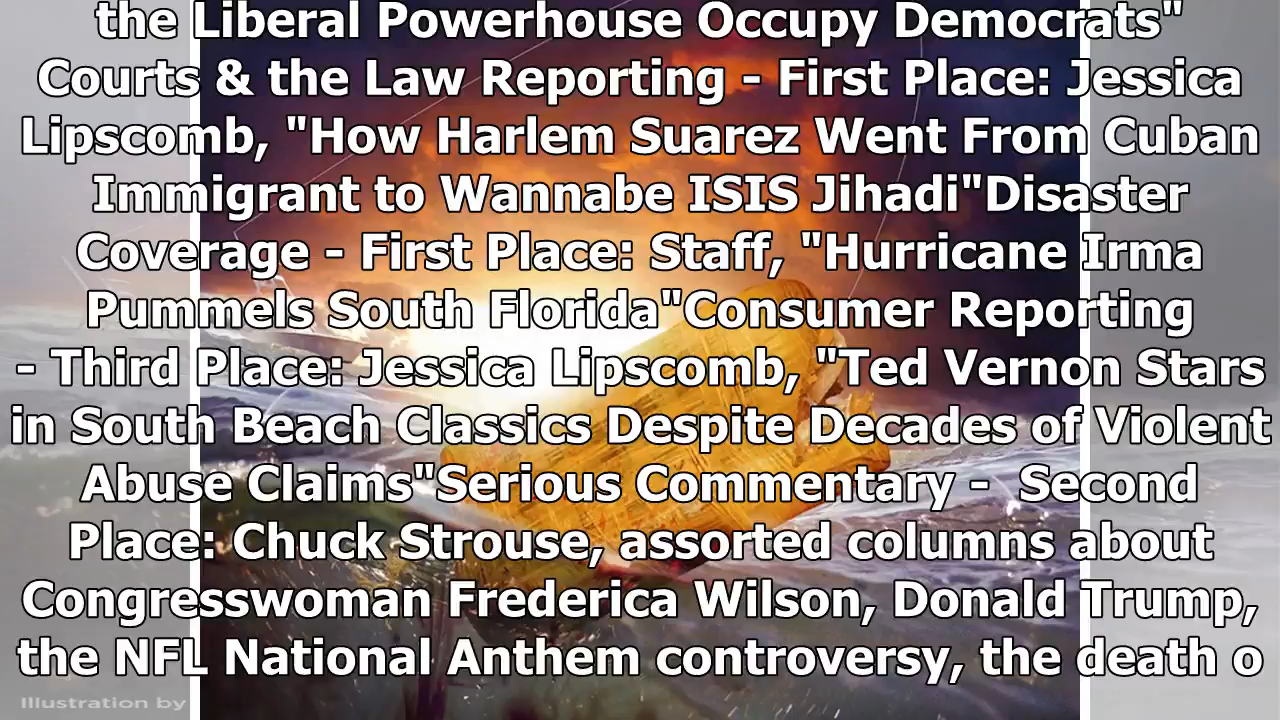 the Liberal Powerhouse Occupy Democrats"
Courts & the Law Reporting - First Place: Jessica
Lipscomb, "How Harlem Suarez Went From Cuban
Immigrant to Wannabe ISIS Jihadi"Disaster
Coverage - First Place: Staff, "Hurricane Irma
Pummels South Florida"Consumer Reporting
- Third Place: Jessica Lipscomb, "Ted Vernon Stars
in South Beach Classics Despite Decades of Violent
Abuse Claims"Serious Commentary -  Second
Place: Chuck Strouse, assorted columns about
Congresswoman Frederica Wilson, Donald Trump,
the NFL National Anthem controversy, the death o
Illustration by